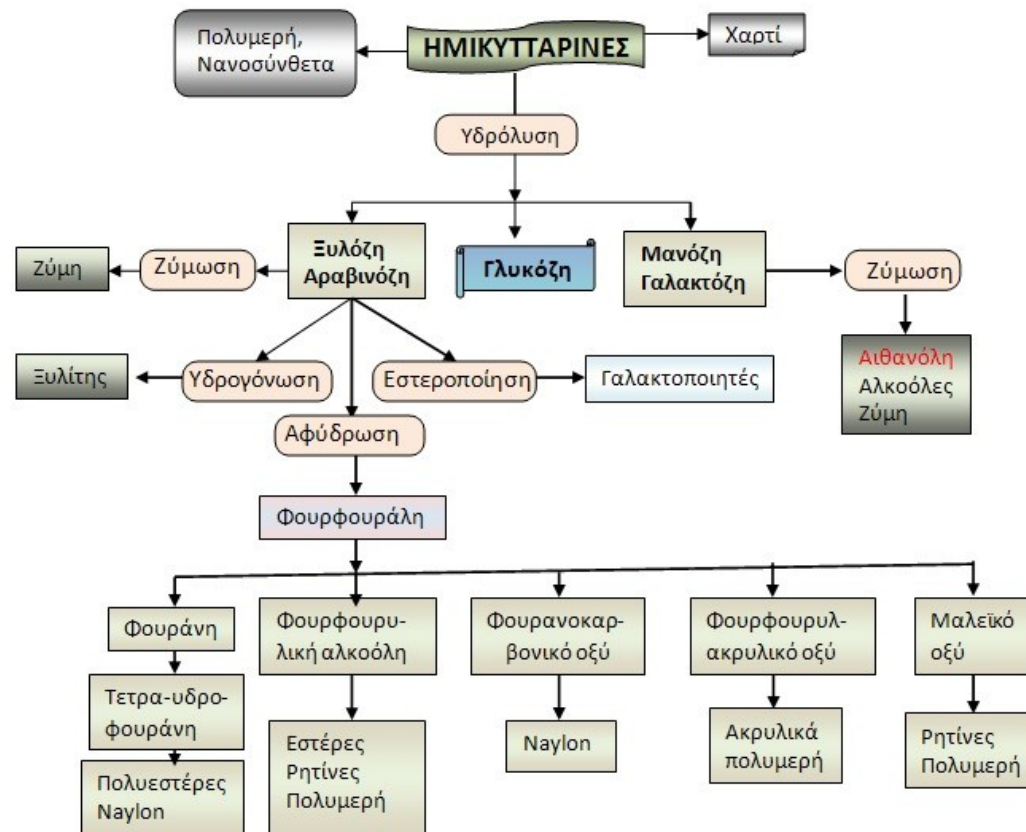 Πολυμερή,
Νανοσύνθετα
ΗΜΙΚΥΤΤΑΡΙΝΕΣ
Χαρτί
Υδρόλυση
Ζύμη
Ζύμωση
Ξυλόζη
Αραβινόζη
Γλυκόζη
Μανόζη
Γαλακτόζη
Ζύμωση
Ξυλίτης
Υδρογόνωση
Εστεροποίηση
Γαλακτοποιητές
Αιθανόλη
Αλκοόλες
Ζύμη
Αφύδρωση
Φουρφουράλη
Φουράνη
Φουρφουρυ-
λική αλκοόλη
Φουρανοκαρ-
βονικό οξύ
Φουρφουρυλ-
ακρυλικό οξύ
Μαλεϊκό
οξύ
Τετρα-υδρο-
φουράνη
Εστέρες
Ρητίνες
Πολυμερή
Naylon
Ακρυλικά
πολυμερή
Ρητίνες
Πολυμερή
Πολυεστέρες
Naylon